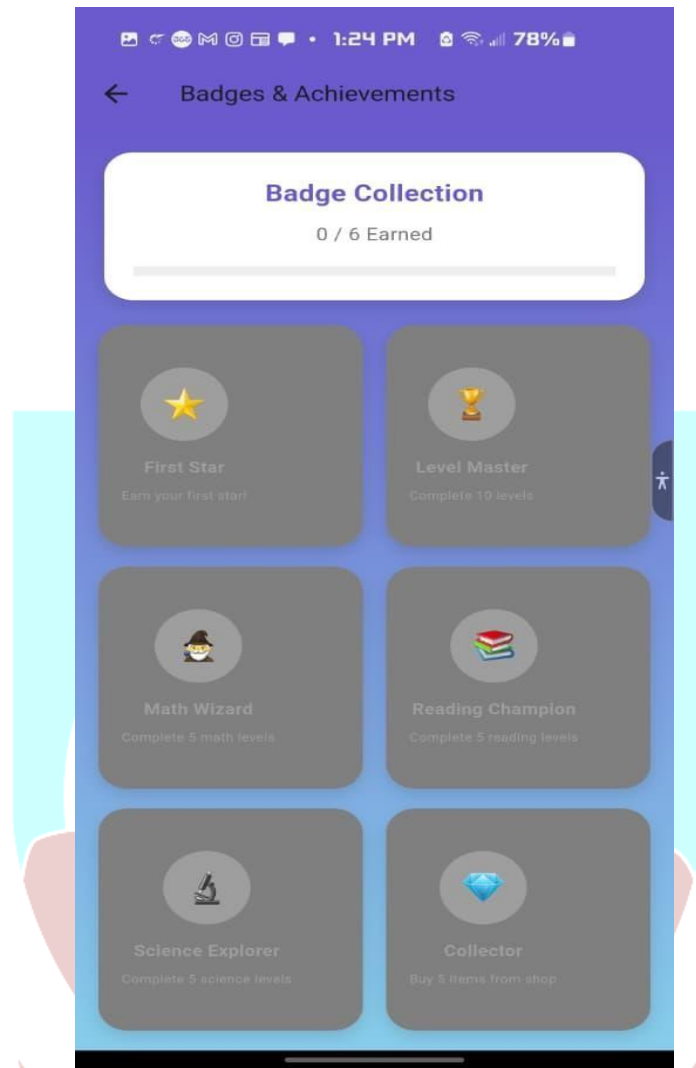 1:24 PM 78%
Badges & Achievements
Badge Collection
0 / 6 Earned
First Star
Earn your first star!
Level Master
Complete 10 levels
Math Wizard
Complete 5 math levels
Reading Champion
Complete 5 reading levels
Science Explorer
Complete 5 science levels
Collector
Buy 5 items from shop